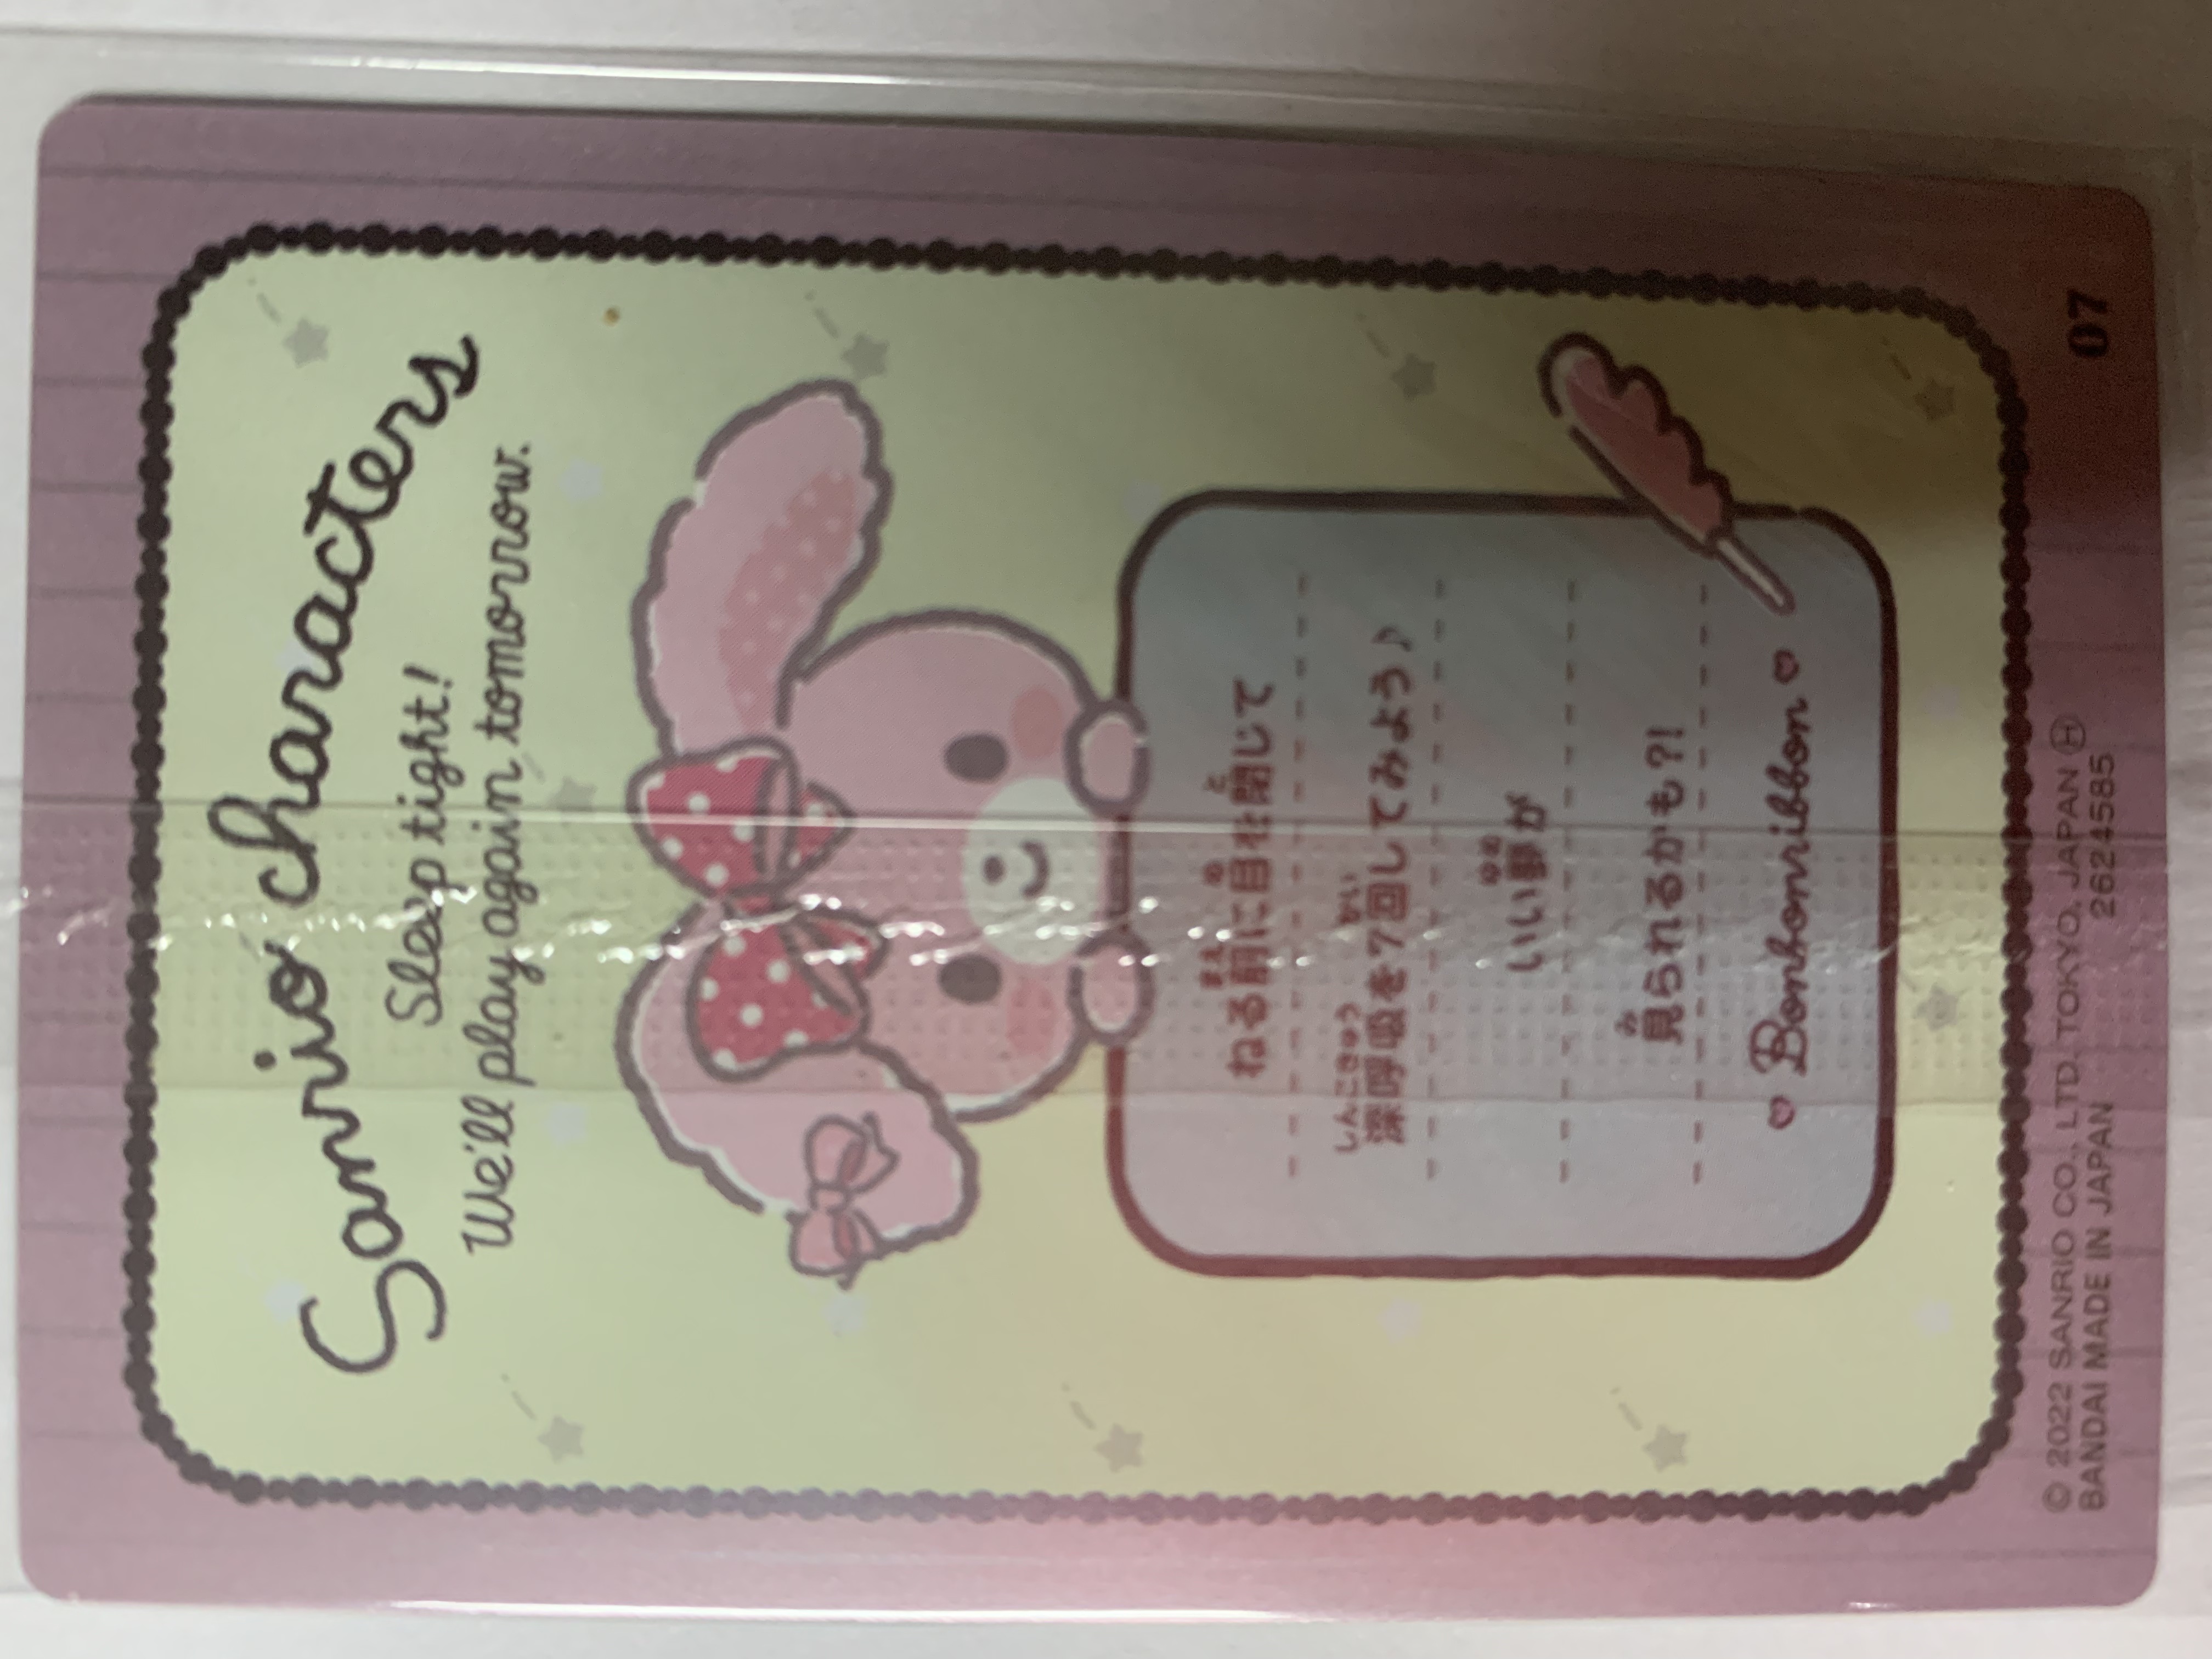 Sanrio characters
Sleep tight!
We'll play again tomorrow.
ねる前に目を閉じて
深呼吸を7回してみよう♪
いい夢が
見られるかも?!
♡ Bonbonribbon ♡
© 2022 SANRIO CO., LTD. TOKYO, JAPAN Ⓗ
BANDAI MADE IN JAPAN 2624585
07